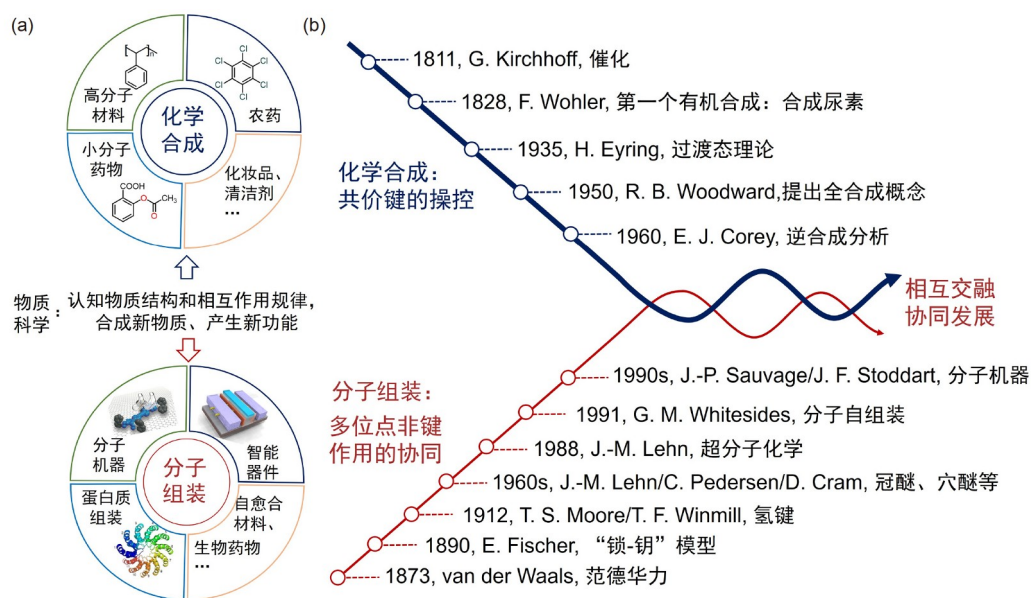 (a)
高分子
材料
[ ]n
Cl
Cl
Cl
Cl
Cl
Cl
农药
化学
合成
小分子
药物
COOH
O
CH3
O
化妆品、
清洁剂
...
物质
科学：
认知物质结构和相互作用规律，
合成新物质、产生新功能
分子
机器
智能
器件
分子
组装
蛋白质
组装
自愈合
材料、
生物药物
...
(b)
1811, G. Kirchhoff, 催化
1828, F. Wohler, 第一个有机合成：合成尿素
1935, H. Eyring, 过渡态理论
1950, R. B. Woodward,提出全合成概念
1960, E. J. Corey, 逆合成分析
化学合成：
共价键的操控
相互交融
协同发展
分子组装：
多位点非键
作用的协同
1990s, J.-P. Sauvage/J. F. Stoddart, 分子机器
1991, G. M. Whitesides, 分子自组装
1988, J.-M. Lehn, 超分子化学
1960s, J.-M. Lehn/C. Pedersen/D. Cram, 冠醚、穴醚等
1912, T. S. Moore/T. F. Winmill, 氢键
1890, E. Fischer, “锁-钥”模型
1873, van der Waals, 范德华力